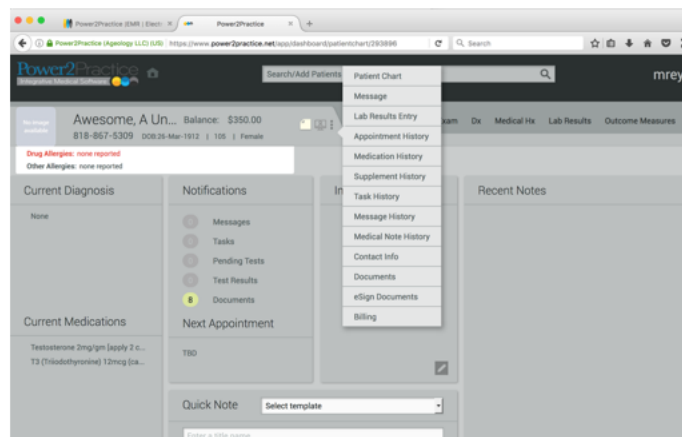 Power2Practice (EMR | Electr
Power2Practice
Power2Practice (Ageology LLC) (US)
https://www.power2practice.net/app/dashboard/patientchart/293896
Search
Power2Practice
Integrative Medical Software
Search/Add Patients
mrey
No image
available
Awesome, A Un...
Balance: $350.00
818-867-5309 DOB:26-Mar-1912 | 105 | Female
xam
Dx
Medical Hx
Lab Results
Outcome Measures
Drug Allergies: none reported
Other Allergies: none reported
Patient Chart
Message
Lab Results Entry
Appointment History
Medication History
Supplement History
Task History
Message History
Medical Note History
Contact Info
Documents
eSign Documents
Billing
Current Diagnosis
None
Notifications
0 Messages
0 Tasks
0 Pending Tests
0 Test Results
8 Documents
In
Recent Notes
Current Medications
Testosterone 2mg/gm (apply 2 c...
T3 (Triiodothyronine) 12mcg (ca...
Next Appointment
TBD
Quick Note
Select template
Enter a title name